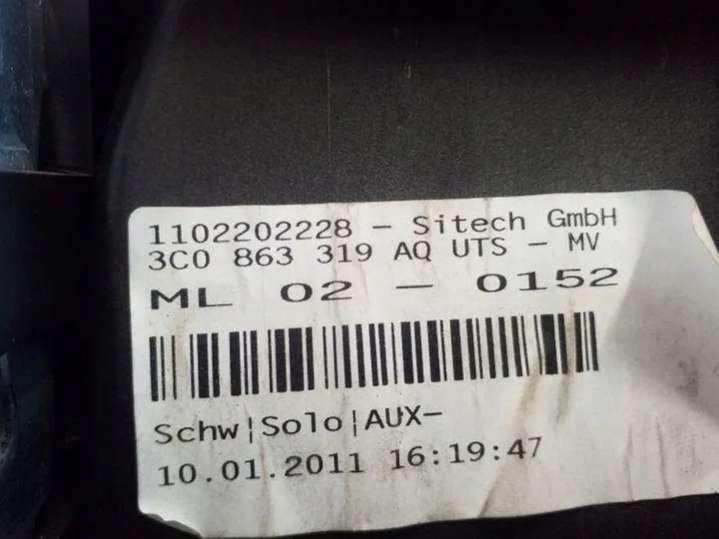 1102202228 - Sitech GmbH
3C0 863 319 AQ UTS - MV
ML 02 - 0152
Schw|Solo|AUX-
10.01.2011 16:19:47